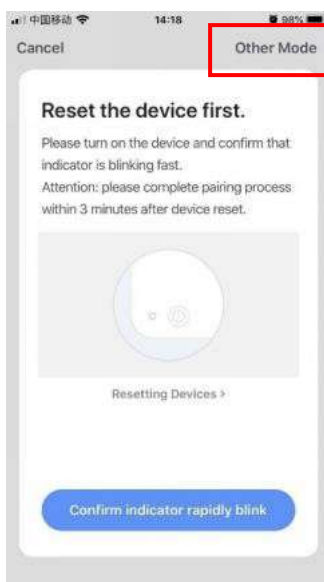 中国移动 14:18 98%
Cancel Other Mode
Reset the device first.
Please turn on the device and confirm that
indicator is blinking fast.
Attention: please complete pairing process
within 3 minutes after device reset.
Resetting Devices >
Confirm indicator rapidly blink